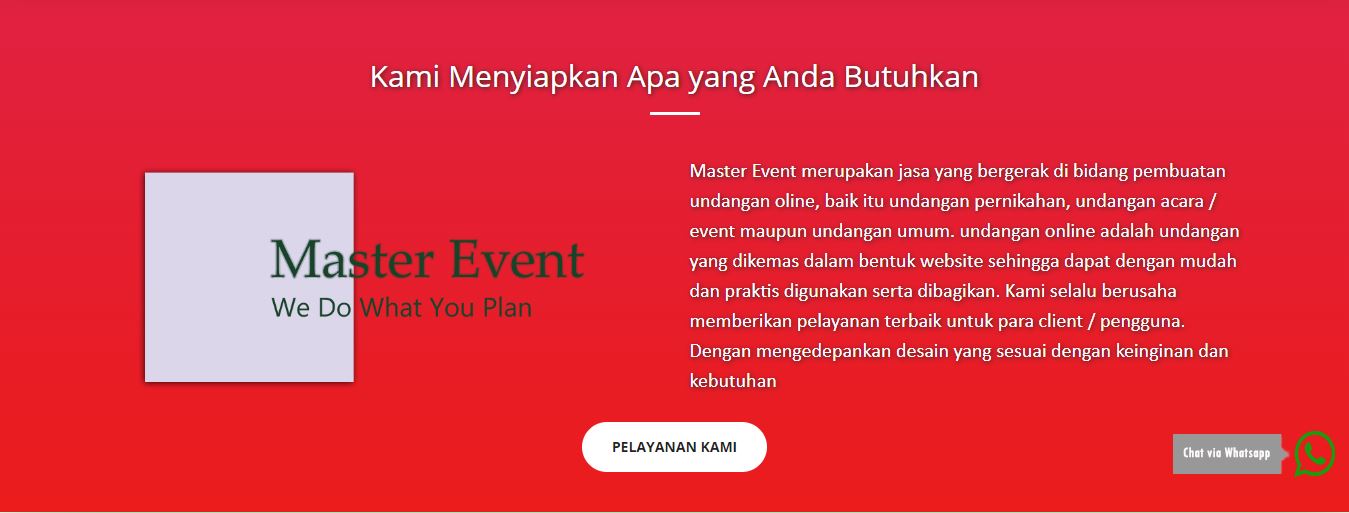 Kami Menyiapkan Apa yang Anda Butuhkan
Master Event
We Do What You Plan
Master Event merupakan jasa yang bergerak di bidang pembuatan
undangan oline, baik itu undangan pernikahan, undangan acara /
event maupun undangan umum. undangan online adalah undangan
yang dikemas dalam bentuk website sehingga dapat dengan mudah
dan praktis digunakan serta dibagikan. Kami selalu berusaha
memberikan pelayanan terbaik untuk para client / pengguna.
Dengan mengedepankan desain yang sesuai dengan keinginan dan
kebutuhan
PELAYANAN KAMI
Chat via Whatsapp